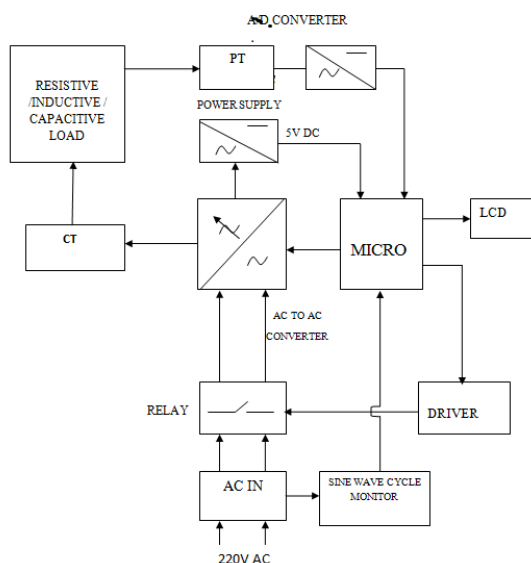 A/D CONVERTER
PT
RESISTIVE
/INDUCTIVE /
CAPACITIVE
LOAD
POWER SUPPLY
5V DC
CT
MICRO
LCD
AC TO AC
CONVERTER
RELAY
DRIVER
AC IN
SINE WAVE CYCLE
MONITOR
220V AC